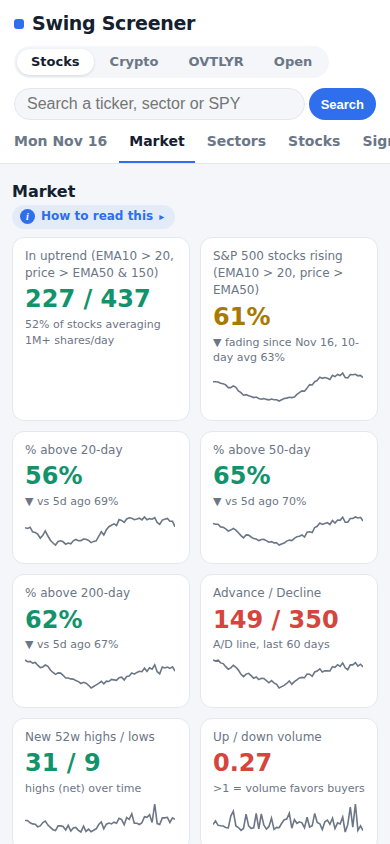 Swing Screener
Stocks Crypto OVTLYR Open
Search a ticker, sector or SPY Search
Mon Nov 16 Market Sectors Stocks
Market
i How to read this ▸
In uptrend (EMA10 > 20,
price > EMA50 & 150)
227 / 437
52% of stocks averaging
1M+ shares/day
S&P 500 stocks rising
(EMA10 > 20, price >
EMA50)
61%
▼ fading since Nov 16, 10-
day avg 63%
% above 20-day
56%
▼ vs 5d ago 69%
% above 50-day
65%
▼ vs 5d ago 70%
% above 200-day
62%
▼ vs 5d ago 67%
Advance / Decline
149 / 350
A/D line, last 60 days
New 52w highs / lows
31 / 9
highs (net) over time
Up / down volume
0.27
>1 = volume favors buyers